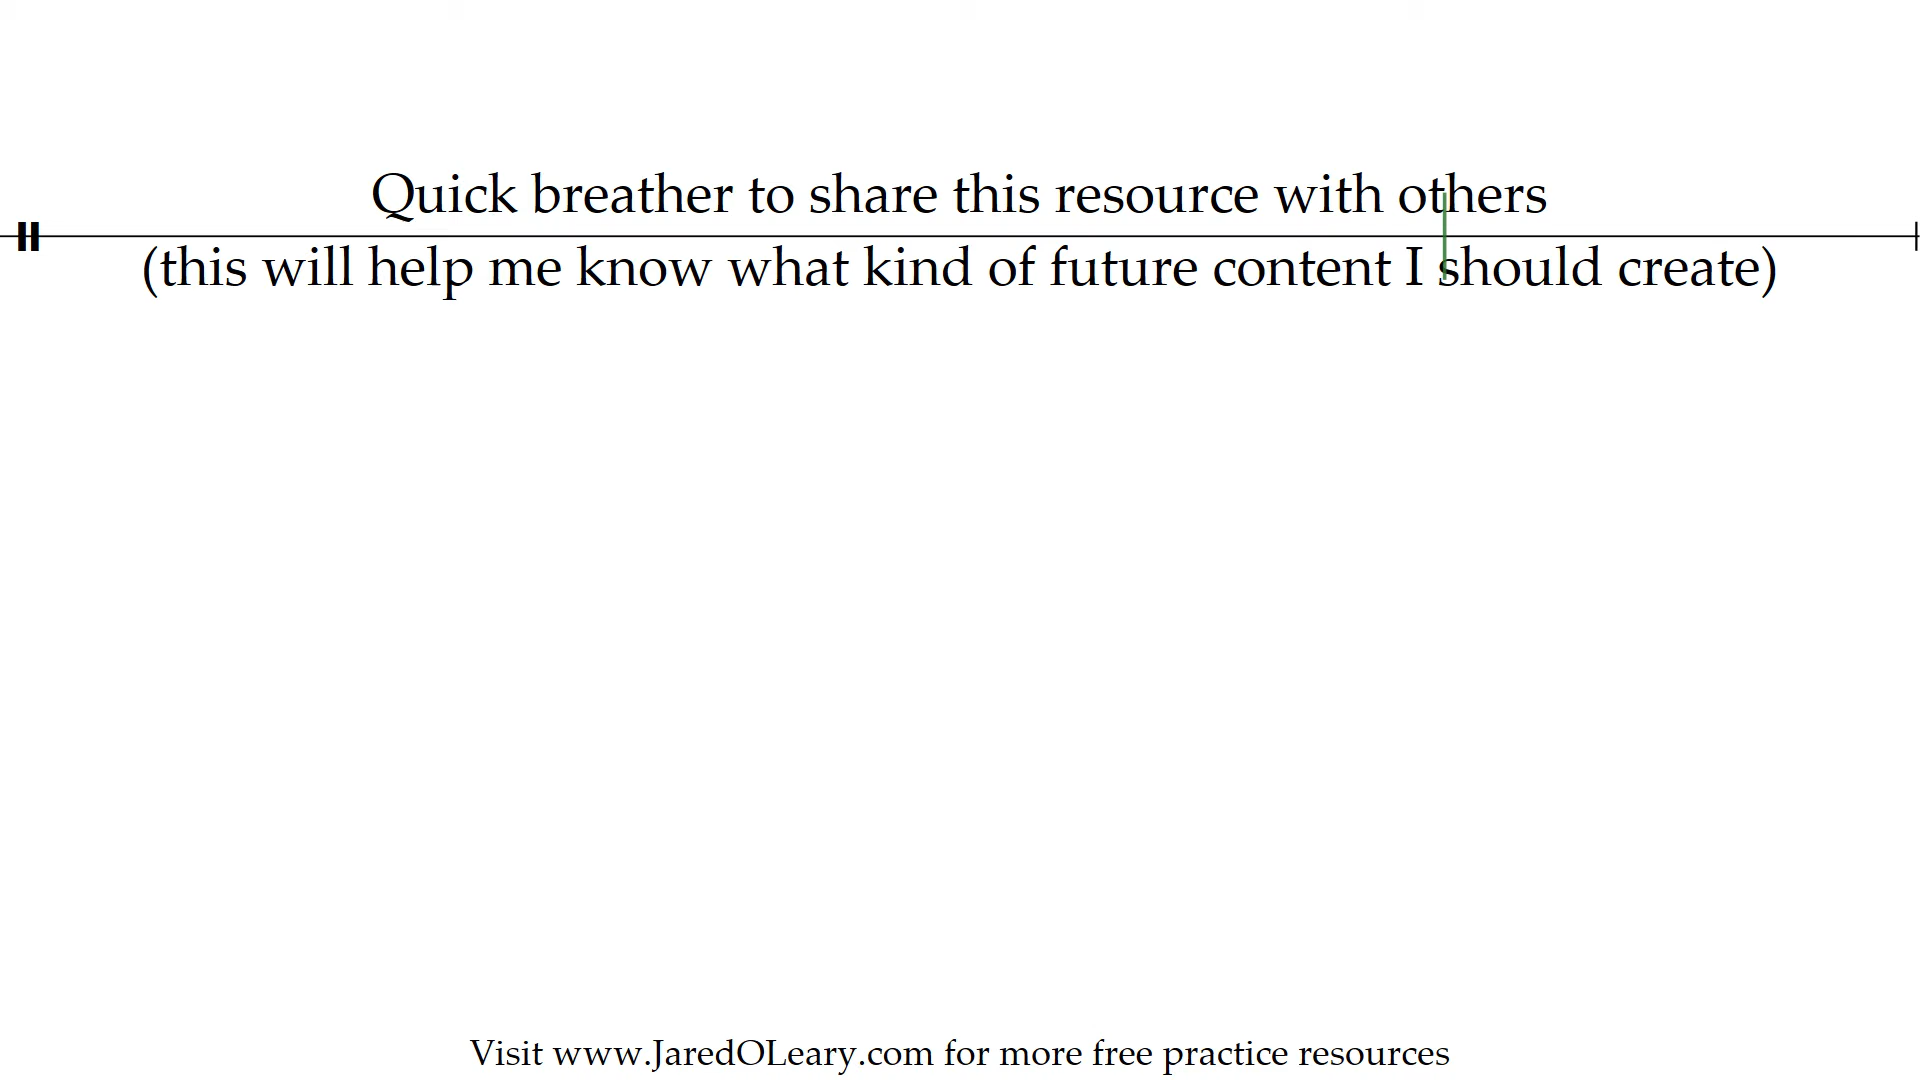 Quick breather to share this resource with others
(this will help me know what kind of future content I should create)
Visit www.JaredOLeary.com for more free practice resources